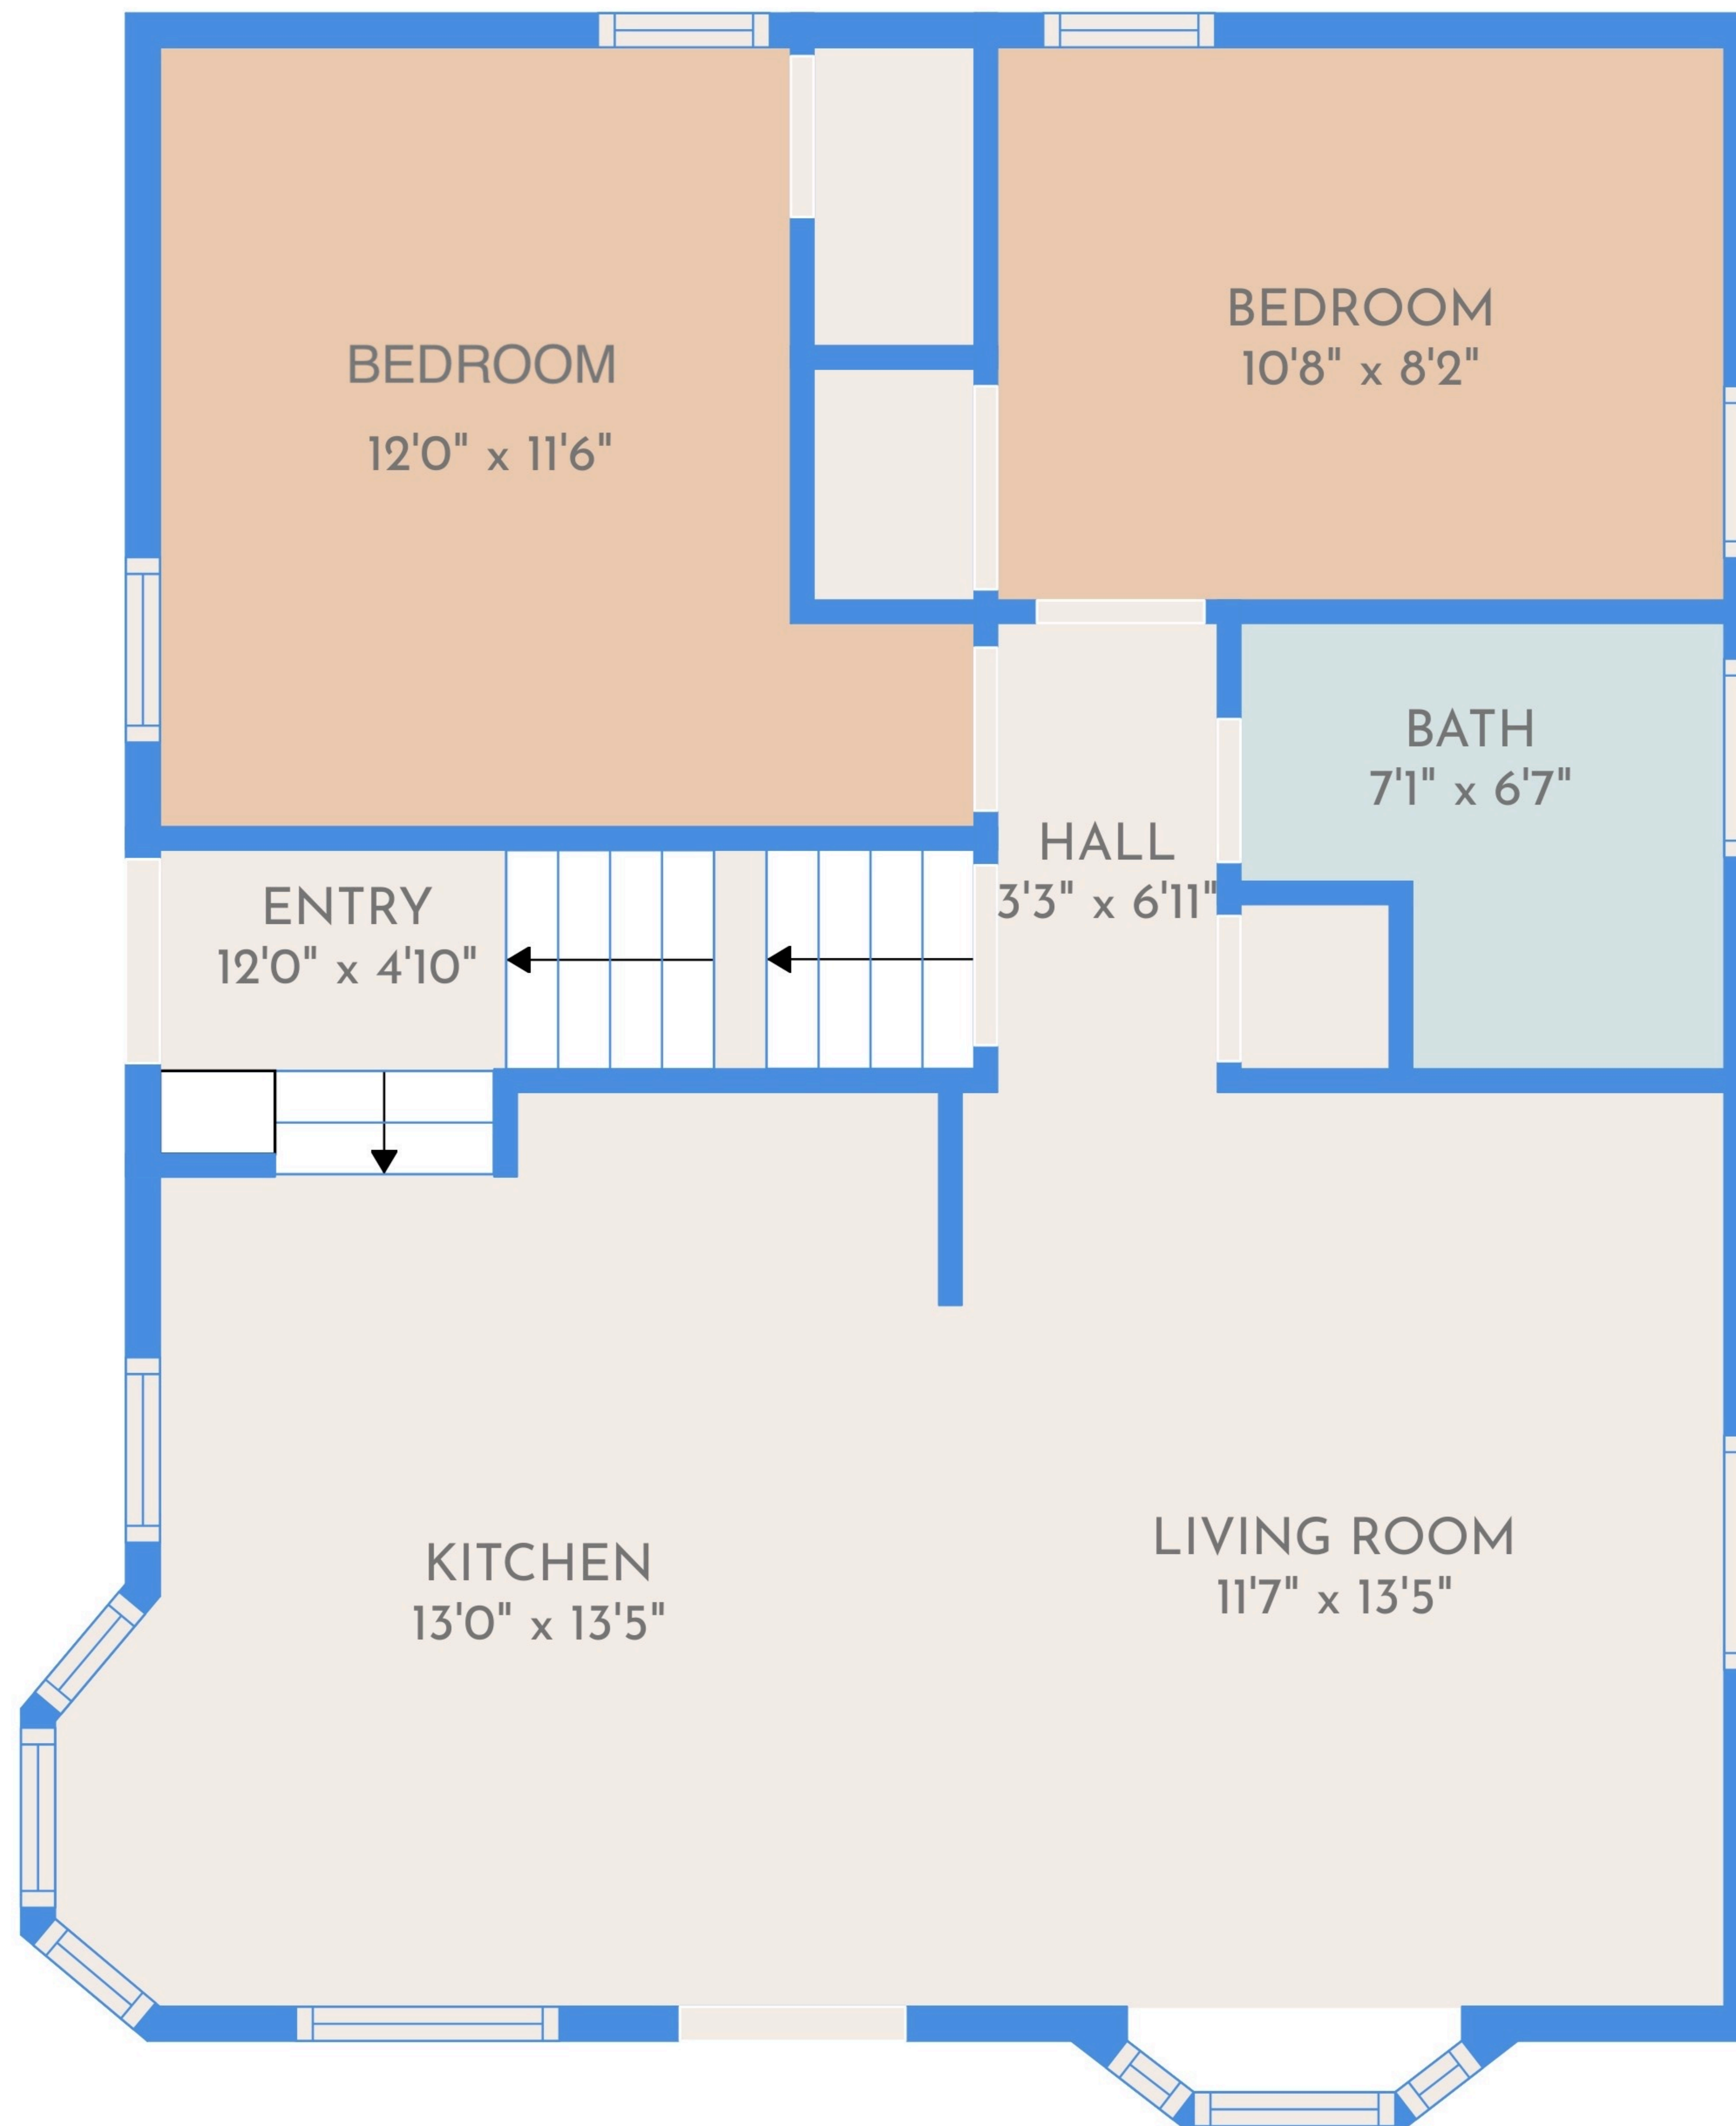 BEDROOM
12'0" x 11'6"
BEDROOM
10'8" x 8'2"
BATH
7'1" x 6'7"
HALL
3'3" x 6'11"
ENTRY
12'0" x 4'10"
KITCHEN
13'0" x 13'5"
LIVING ROOM
11'7" x 13'5"